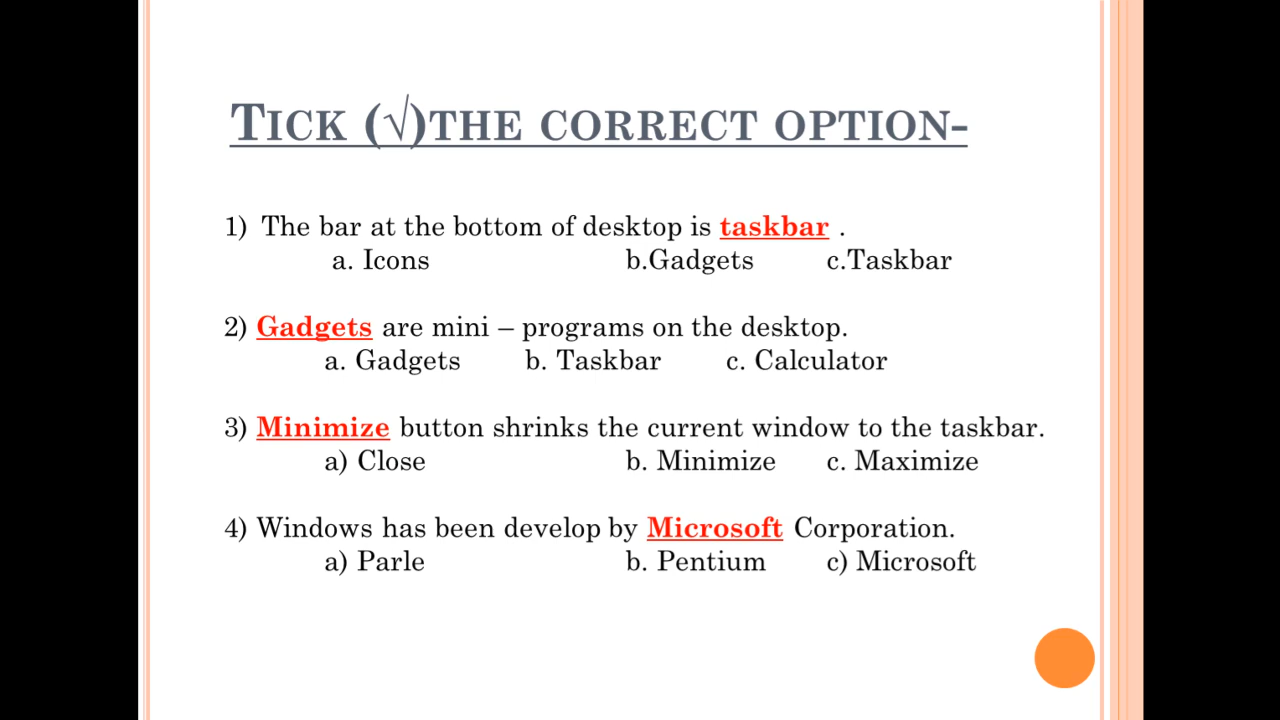 TICK (√)THE CORRECT OPTION-
1) The bar at the bottom of desktop is taskbar .
a. Icons b.Gadgets c.Taskbar
2) Gadgets are mini – programs on the desktop.
a. Gadgets b. Taskbar c. Calculator
3) Minimize button shrinks the current window to the taskbar.
a) Close b. Minimize c. Maximize
4) Windows has been develop by Microsoft Corporation.
a) Parle b. Pentium c) Microsoft